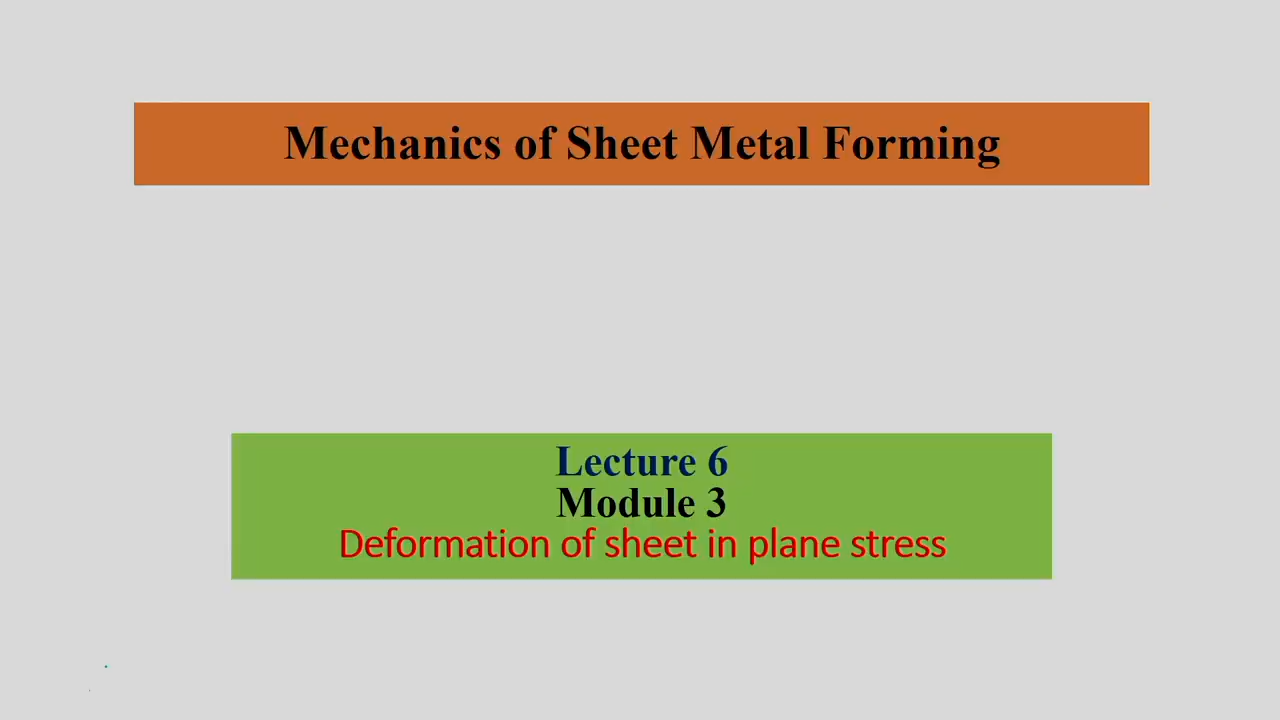 Mechanics of Sheet Metal Forming
Lecture 6
Module 3
Deformation of sheet in plane stress